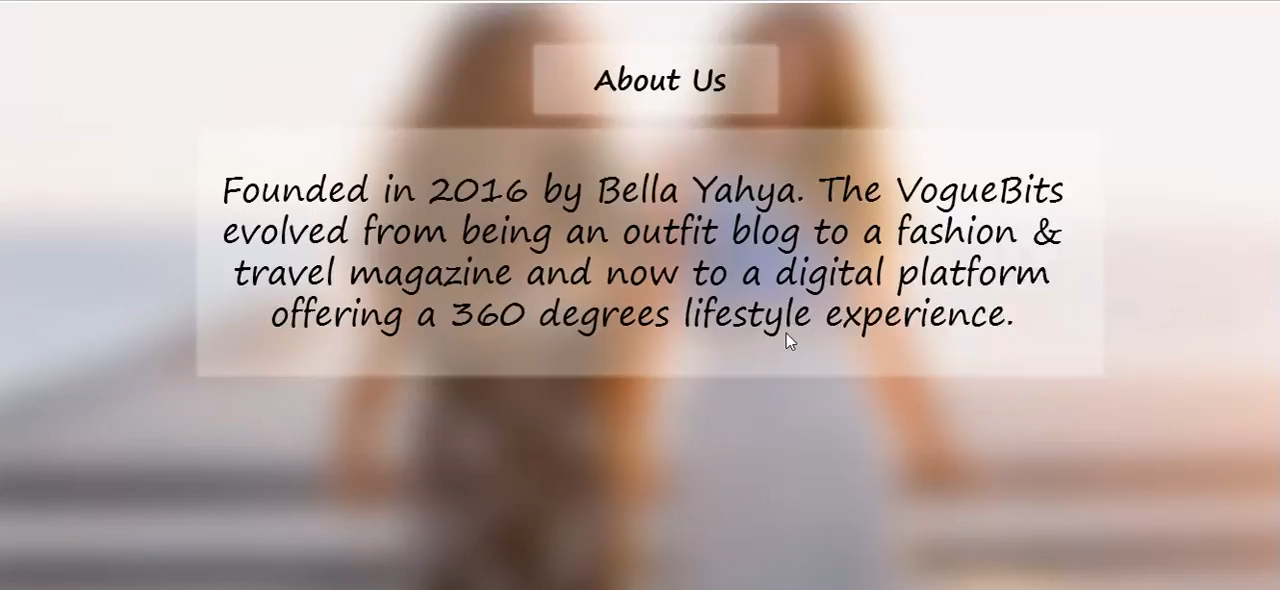 About Us
Founded in 2016 by Bella Yahya. The VogueBits
evolved from being an outfit blog to a fashion &
travel magazine and now to a digital platform
offering a 360 degrees lifestyle experience.